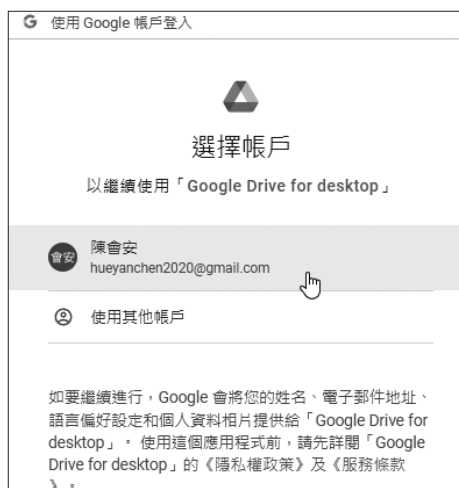 G 使用 Google 帳戶登入
選擇帳戶
以繼續使用「Google Drive for desktop」
會安 陳會安
hueyanchen2020@gmail.com
使用其他帳戶
如要繼續進行，Google 會將您的姓名、電子郵件地址、
語言偏好設定和個人資料相片提供給「Google Drive for
desktop」。使用這個應用程式前，請先詳閱「Google
Drive for desktop」的《隱私權政策》及《服務條款
》。